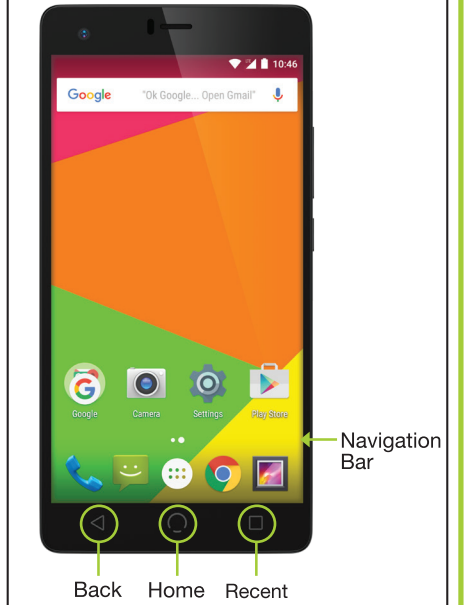 10:46
Google "Ok Google... Open Gmail"
Google Camera Settings Play Store
Navigation
Bar
Back Home Recent